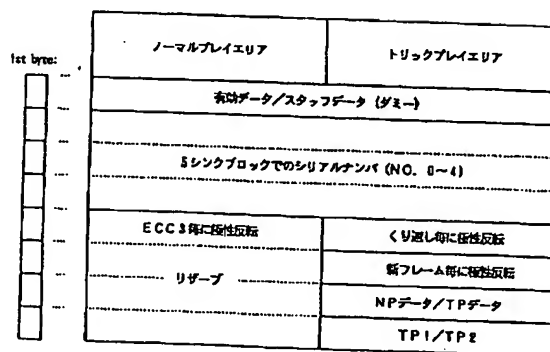 1st byte:
ノーマルプレイエリア
トリックプレイエリア
有効データ/スタッフデータ (ダミー)
5シンクブロックでのシリアルナンバ (NO. 0~4)
ECC3毎に極性反転
くり返し毎に極性反転
新フレーム毎に極性反転
リザーブ
NPデータ/TPデータ
TP1/TP2